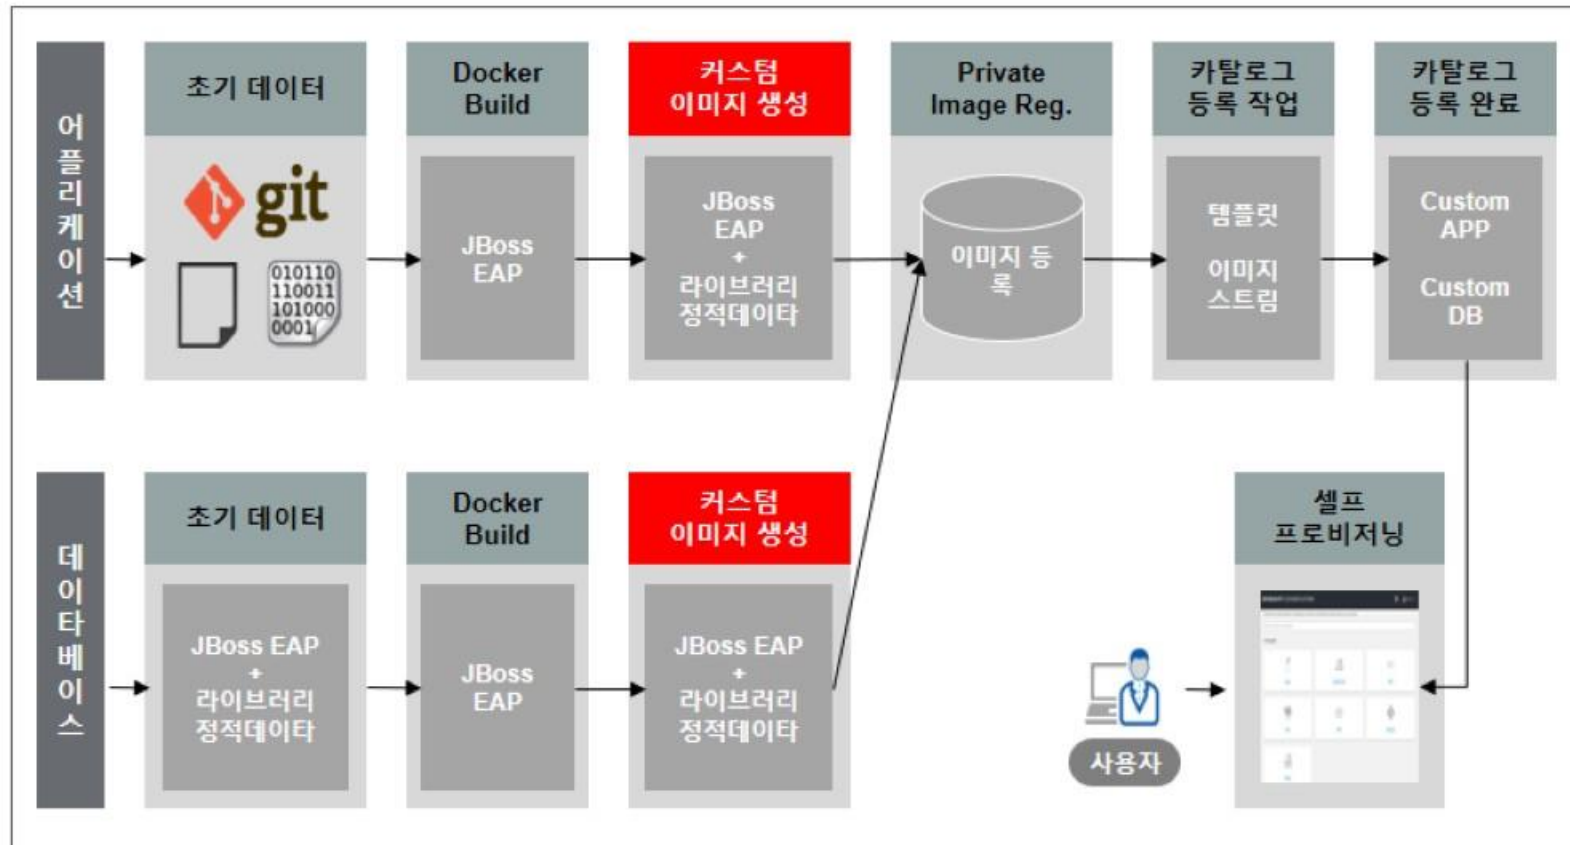 어플리케이션
초기 데이터
git
010110
110011
101000
0001
Docker
Build
JBoss
EAP
커스텀
이미지 생성
JBoss
EAP
+
라이브러리
정적데이타
Private
Image Reg.
이미지 등
록
카탈로그
등록 작업
템플릿
이미지
스트림
카탈로그
등록 완료
Custom
APP
Custom
DB
데이타베이스
초기 데이터
JBoss EAP
+
라이브러리
정적데이타
Docker
Build
JBoss
EAP
커스텀
이미지 생성
JBoss EAP
+
라이브러리
정적데이타
사용자
셀프
프로비저닝